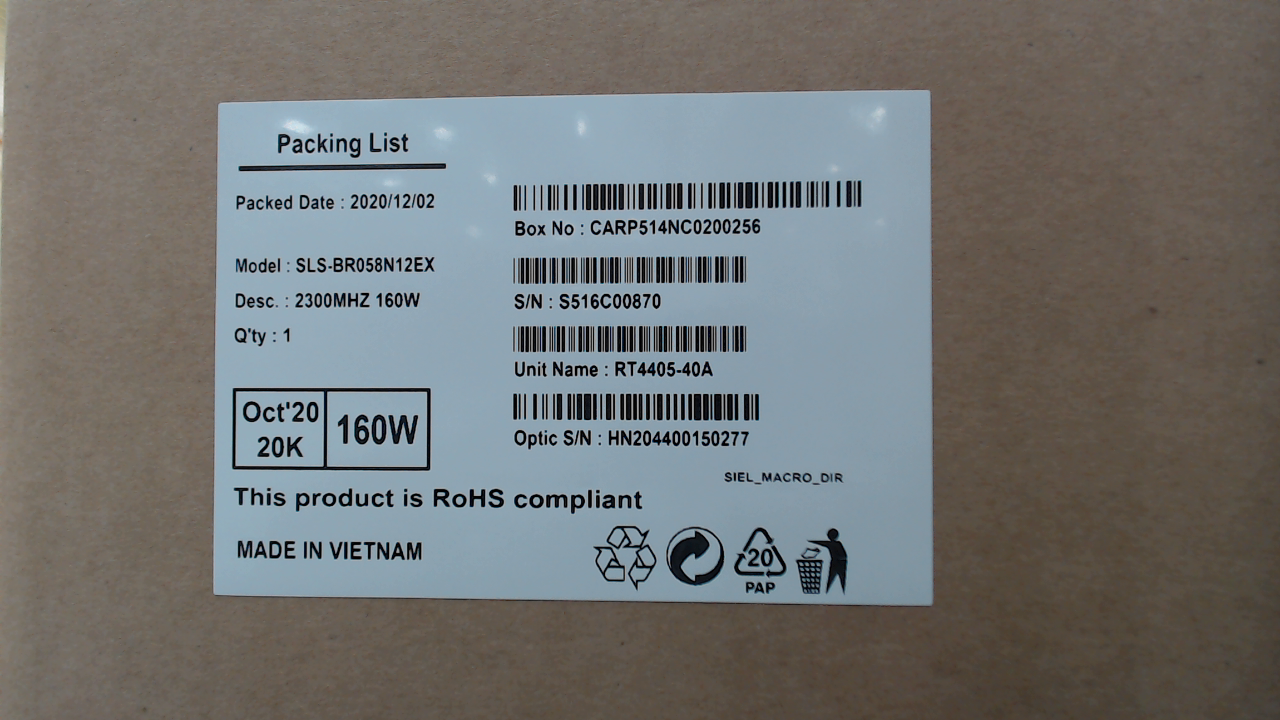 Packing List
Packed Date : 2020/12/02
Box No : CARP514NC0200256
Model : SLS-BR058N12EX
S/N : S516C00870
Desc. : 2300MHZ 160W
Q'ty : 1
Unit Name : RT4405-40A
Optic S/N : HN204400150277
Oct'20
20K
160W
SIEL_MACRO_DIR
This product is RoHS compliant
MADE IN VIETNAM
20
PAP